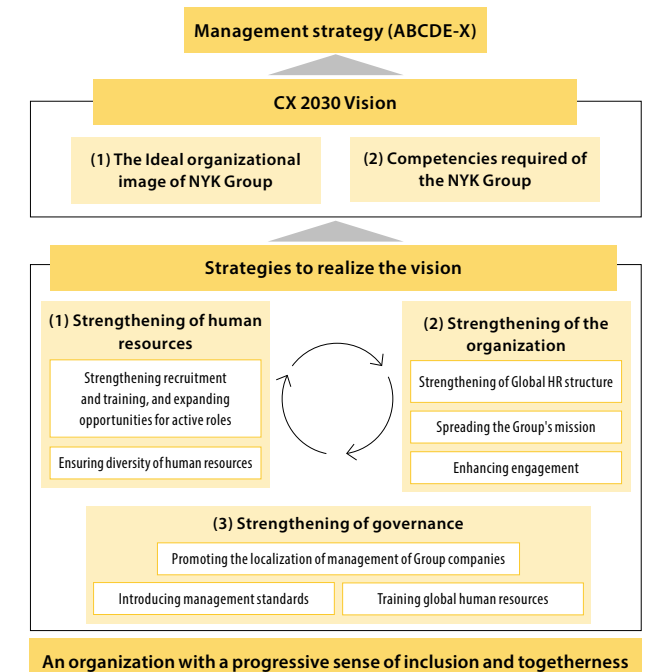 Management strategy (ABCDE-X)
CX 2030 Vision
(1) The Ideal organizational
image of NYK Group
(2) Competencies required of
the NYK Group
Strategies to realize the vision
(1) Strengthening of human
resources
Strengthening recruitment
and training, and expanding
opportunities for active roles
Ensuring diversity of human resources
(2) Strengthening of the
organization
Strengthening of Global HR structure
Spreading the Group's mission
Enhancing engagement
(3) Strengthening of governance
Promoting the localization of management of Group companies
Introducing management standards
Training global human resources
An organization with a progressive sense of inclusion and togetherness